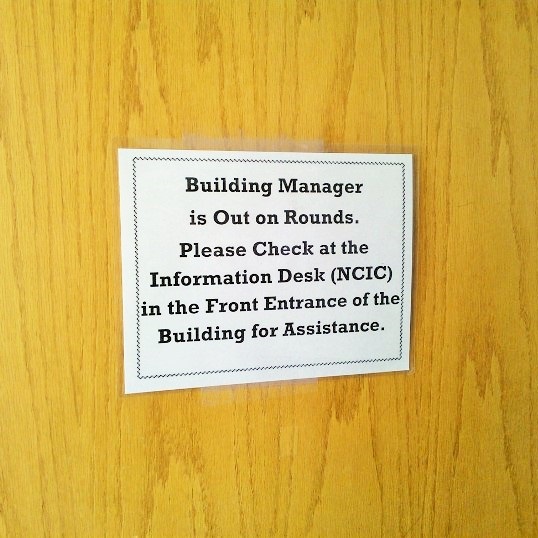 Building Manager
is Out on Rounds.
Please Check at the
Information Desk (NCIC)
in the Front Entrance of the
Building for Assistance.